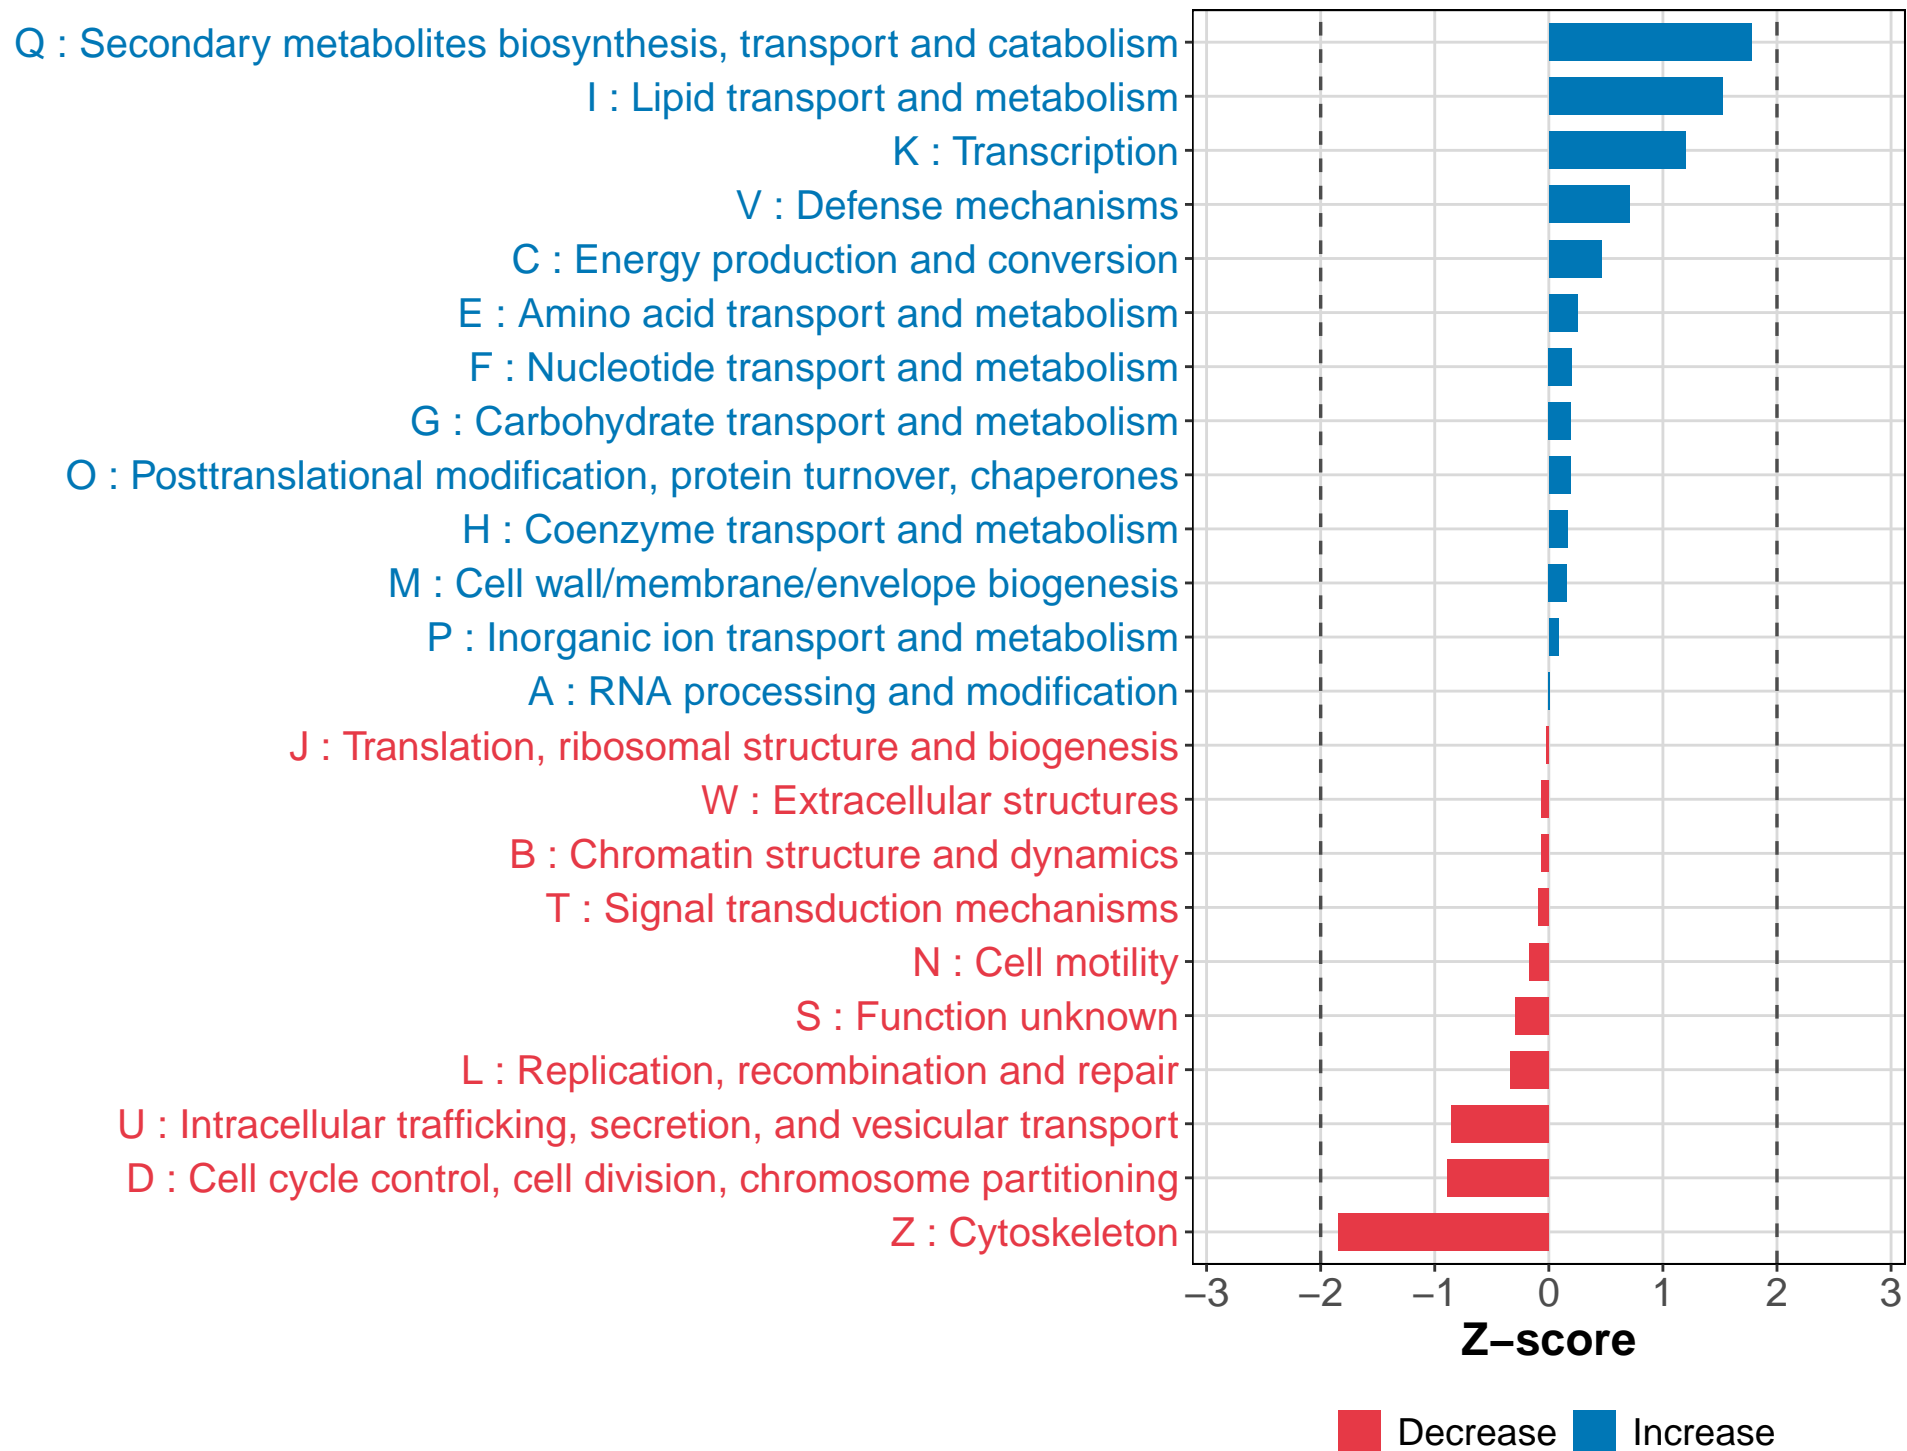 Q : Secondary metabolites biosynthesis, transport and catabolism
I : Lipid transport and metabolism
K : Transcription
V : Defense mechanisms
C : Energy production and conversion
E : Amino acid transport and metabolism
F : Nucleotide transport and metabolism
G : Carbohydrate transport and metabolism
O : Posttranslational modification, protein turnover, chaperones
H : Coenzyme transport and metabolism
M : Cell wall/membrane/envelope biogenesis
P : Inorganic ion transport and metabolism
A : RNA processing and modification
J : Translation, ribosomal structure and biogenesis
W : Extracellular structures
B : Chromatin structure and dynamics
T : Signal transduction mechanisms
N : Cell motility
S : Function unknown
L : Replication, recombination and repair
U : Intracellular trafficking, secretion, and vesicular transport
D : Cell cycle control, cell division, chromosome partitioning
Z : Cytoskeleton
−3 −2 −1 0 1 2 3
Z−score
Decrease Increase